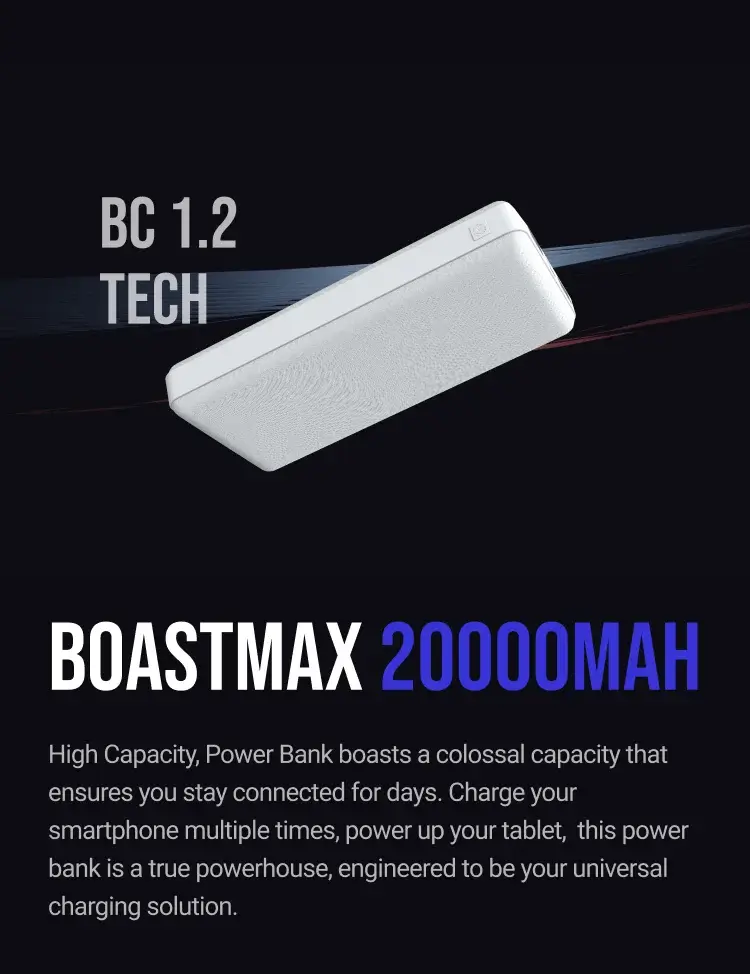 BC 1.2
TECH
BOASTMAX 20000MAH
High Capacity, Power Bank boasts a colossal capacity that
ensures you stay connected for days. Charge your
smartphone multiple times, power up your tablet,  this power
bank is a true powerhouse, engineered to be your universal
charging solution.